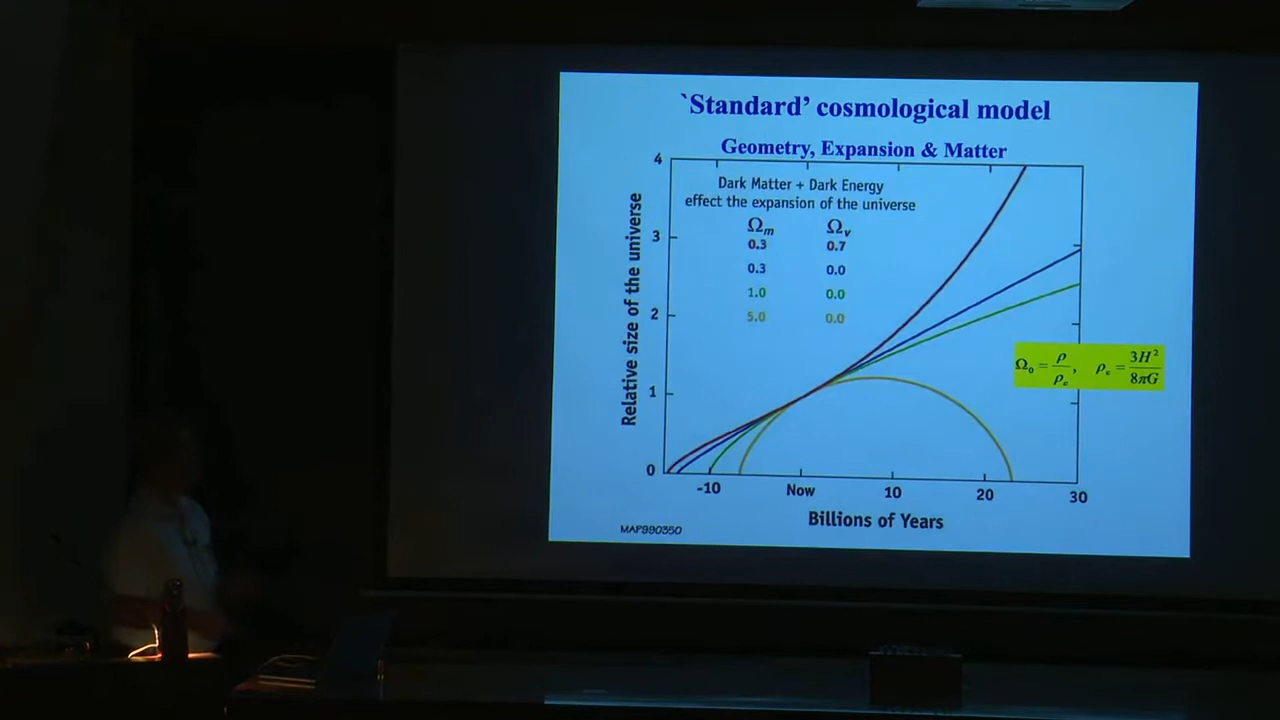 `Standard' cosmological model
Geometry, Expansion & Matter
Dark Matter + Dark Energy
effect the expansion of the universe
Ωm Ωv
0.3 0.7
0.3 0.0
1.0 0.0
5.0 0.0
Relative size of the universe
4
3
2
1
0
-10 Now 10 20 30
Billions of Years
Ω₀ = ρ/ρc, ρc = 3H²/8πG
MAP990350